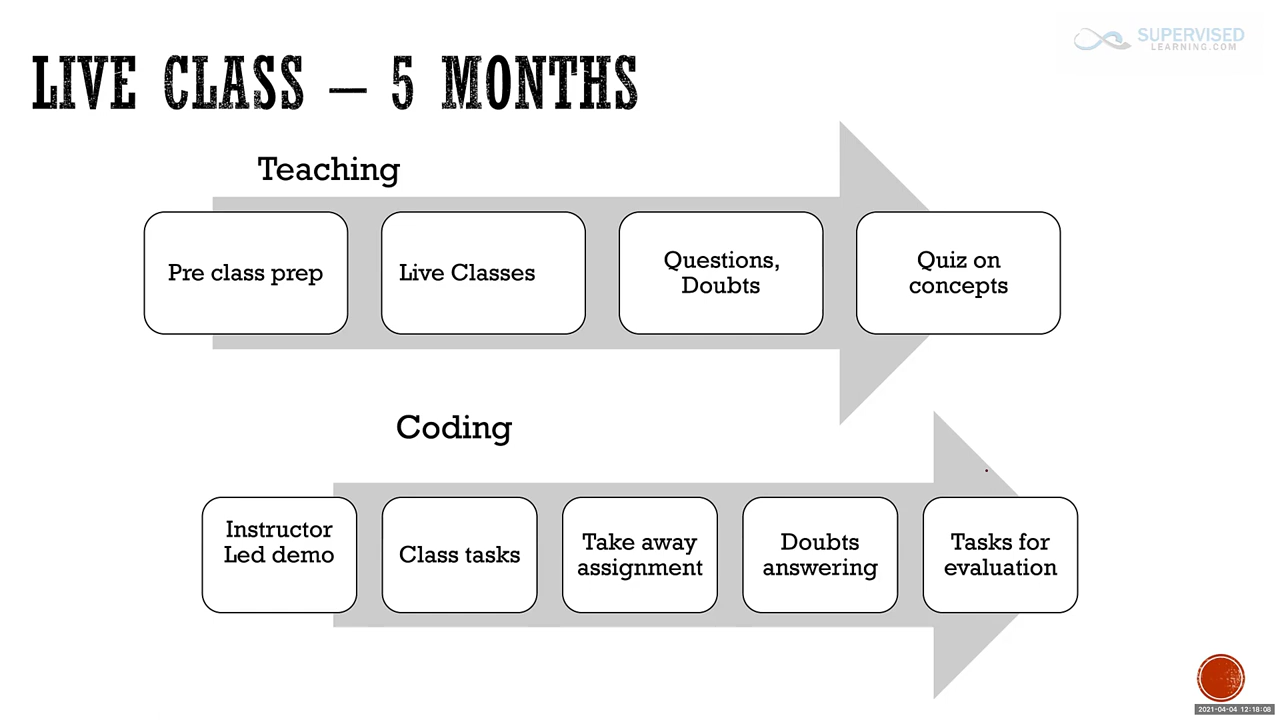 SUPERVISED
LEARNING.COM
LIVE CLASS – 5 MONTHS
Teaching
Pre class prep
Live Classes
Questions,
Doubts
Quiz on
concepts
Coding
Instructor
Led demo
Class tasks
Take away
assignment
Doubts
answering
Tasks for
evaluation
2021-04-04 12:18:08